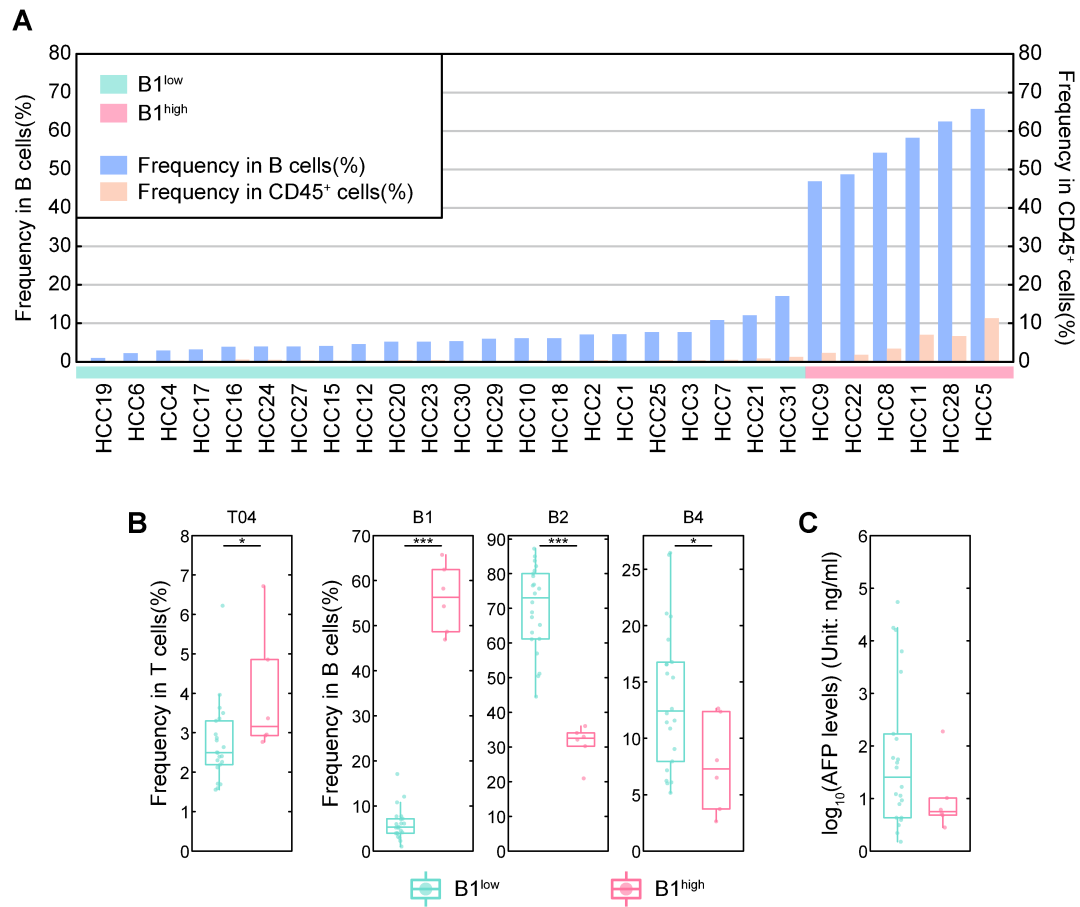 A
Frequency in B cells(%)
80
70
60
50
40
30
20
10
0
B1low
B1high
Frequency in B cells(%)
Frequency in CD45+ cells(%)
80
70
60
50
40
30
20
10
0
Frequency in CD45+ cells(%)
HCC19
HCC6
HCC4
HCC17
HCC16
HCC24
HCC27
HCC15
HCC12
HCC20
HCC23
HCC30
HCC29
HCC10
HCC18
HCC2
HCC1
HCC25
HCC3
HCC7
HCC21
HCC31
HCC9
HCC22
HCC8
HCC11
HCC28
HCC5
B
T04
Frequency in T cells(%)
8
7
6
5
4
3
2
1
0
*
B1
Frequency in B cells(%)
70
60
50
40
30
20
10
0
***
B2
90
80
70
60
50
40
30
20
10
0
***
B4
25
20
15
10
5
0
*
C
log10(AFP levels) (Unit: ng/ml)
6
5
4
3
2
1
0
B1low
B1high